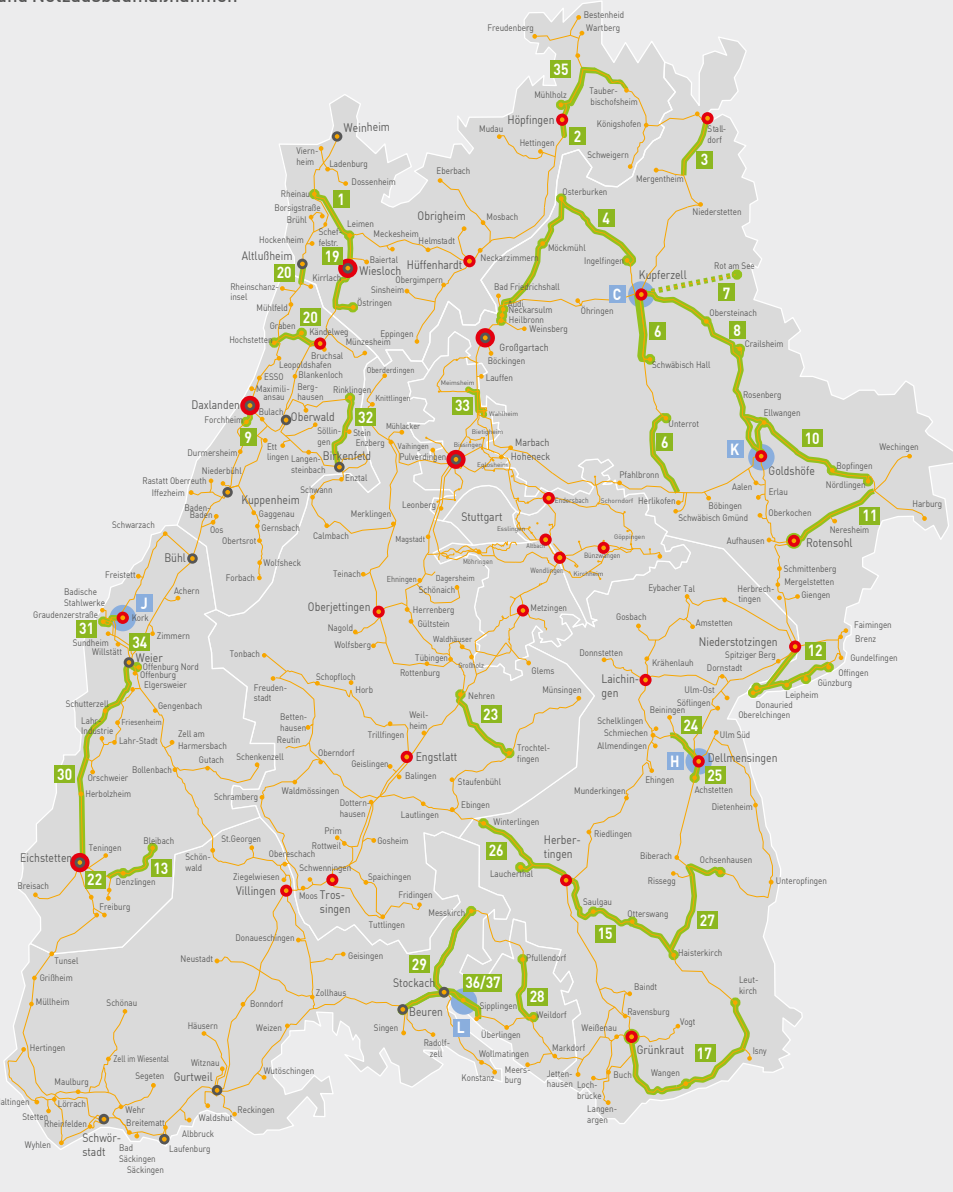 und Netzausbaumaßnahmen
Bestenheid
Freudenberg
Wartberg
35
Mühlholz
Tauber-
bischofsheim
Höpfingen
2
Mudau
Hettingen
Königshofen
Stall-
dorf
3
Schweigern
Mergentheim
Niederstetten
Weinheim
Viern-
heim
Ladenburg
Dossenheim
Rheinau
1
Borsigstraße
Brühl
Leimen
Schef-
felstr.
Hockenheim
Altlußheim
19
20
Kirrlach
Wiesloch
Baiertal
Meckesheim
Helmstadt
Eberbach
Obrigheim
Mosbach
Hüffenhardt
Neckarzimmern
Obergimpern
Sinsheim
Östringen
Eppingen
Osterburken
4
Möckmühl
Ingelfingen
Kupferzell
C
Rot am See
7
Bad Friedrichshall
Audi
Neckarsulm
Heilbronn
Weinsberg
Öhringen
Obersteinach
8
Crailsheim
6
Schwäbisch Hall
Rheinschanz-
insel
Mühlfeld
20
Graben
Kändelweg
Hochstetten
Bruchsal
Münzesheim
Leopoldshafen
Blankenloch
ESSO
Maximili-
ansau
Berg-
hausen
Daxlanden
Bulach
Oberwald
Forchheim
9
Durmersheim
Ett
lingen
Söllin-
gen
Langen-
steinbach
Oberderdingen
Rinklingen
Knittlingen
32
Stein
Enzberg
Birkenfeld
Enztal
Mühlacker
Vaihingen
Pulverdingen
Großgartach
Böckingen
Lauffen
Meimsheim
33
Walheim
Bietigheim
Bissingen
Marbach
Hoheneck
Rosenberg
Ellwangen
K
Goldshöfe
10
Wechingen
Bopfingen
Nördlingen
11
Harburg
Unterrot
6
Pfahlbronn
Herlikofen
Böbingen
Schwäbisch Gmünd
Aalen
Erlau
Oberkochen
Aufhausen
Neresheim
Rotensohl
Niederbühl
Rastatt Oberreut
Iffezheim
Kuppenheim
Baden-
Baden
Oos
Gaggenau
Gernsbach
Obertsrot
Wolfsheck
Forbach
Schwann
Calmbach
Merklingen
Leonberg
Magstadt
Stuttgart
Endersbach
Schorndorf
Esslingen
Altbach
Göppingen
Bünzwangen
Möhringen
Wendlingen
Kirchheim
Schwarzach
Bühl
Freistett
Achern
Badische
Stahlwerke
Graudenzerstraße
J
Kork
31
Sundheim
Willstätt
34
Zimmern
Weier
Offenburg Nord
Offenburg
Elgersweier
Teinach
Ehningen
Dagersheim
Schönaich
Oberjettingen
Herrenberg
Gültstein
Nagold
Wolfsberg
Waldhäuser
Tübingen
Großholz
Rottenburg
Metzingen
Glems
Schmittenberg
Mergelstetten
Giengen
Eybacher Tal
Herbrech-
tingen
Gosbach
Amstetten
Donnstetten
Krähenlauh
Laichin-
gen
Niederstotzingen
Spitziger Berg
Dornstadt
12
Faimingen
Brenz
Gundelfingen
Offingen
Günzburg
Leipheim
Donauried
Oberelchingen
Tonbach
Schopfloch
Freuden-
stadt
Horb
Betten-
hausen
Reutin
Weil-
heim
Trillfingen
Nehren
23
Trochtel-
fingen
Münsingen
Ulm-Ost
Söflingen
Beiningen
24
Schelklingen
Schmiechen
Allmendingen
Ulm Süd
H
Dellmensingen
25
Ehingen
Achstetten
Dietenheim
Munderkingen
Schutterzell
Gengenbach
Lahr-
Industrie
Friesenheim
Lahr-Stadt
Zell am
Harmersbach
30
Orschweier
Herbolzheim
Bollenbach
Gutach
Schenkenzell
Schramberg
Oberndorf
Waldmössingen
Geislingen
Engstlatt
Balingen
Staufenbühl
Dottern-
hausen
Lautlingen
Ebingen
Winterlingen
26
Laucherthal
Herber-
tingen
Riedlingen
Biberach
Rissegg
Ochsenhausen
Unteropfingen
Eichstetten
Teningen
Bleibach
13
22
Denzlingen
Breisach
Freiburg
Schön-
wald
St.Georgen
Obereschach
Ziegelwiesen
Villingen
Schwenningen
Moos
Tros-
singen
Prim
Rottweil
Gosheim
Spaichingen
Fridingen
Tuttlingen
Saulgau
15
Otterswang
27
Haisterkirch
Messkirch
Donaueschingen
Neustadt
Geisingen
29
Stockach
36/37
Sipplingen
L
Beuren
Singen
Radolf-
zell
Pfullendorf
28
Weildorf
Überlingen
Wollmatingen
Konstanz
Meers-
burg
Markdorf
Jetten-
hausen
Weißenau
Baindt
Ravensburg
Vogt
Grünkraut
Buch
Loch-
brücke
Langen-
argen
17
Wangen
Leut-
kirch
Isny
Tunsel
Grißheim
Müllheim
Schönau
Zollhaus
Bonndorf
Häusern
Weizen
Hertingen
Zell im Wiesental
Segeten
Witznau
Wutöschingen
Gurtweil
Maulburg
Lörrach
Stetten
Rheinfelden
Wehr
Breitematt
Waldshut
Reckingen
Albbruck
Wyhlen
Schwör-
stadt
Bad
Säckingen
Säckingen
Laufenburg